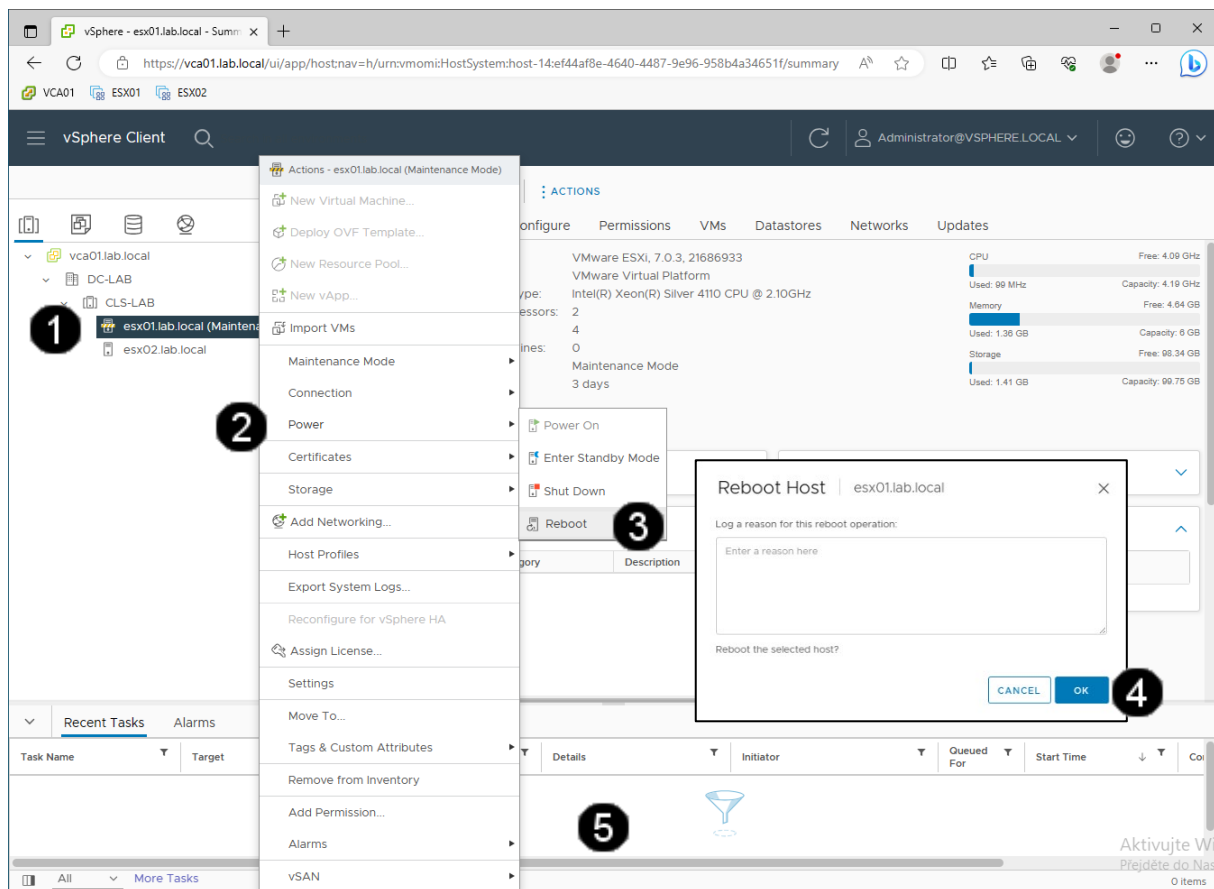 vSphere - esx01.lab.local - Summ
https://vca01.lab.local/ui/app/host;nav=h/urn:vmomi:HostSystem:host-14:ef44af8e-4640-4487-9e96-958b4a34651f/summary
VCA01 ESX01 ESX02
vSphere Client
Administrator@VSPHERE.LOCAL
Actions - esx01.lab.local (Maintenance Mode)
ACTIONS
onfigure Permissions VMs Datastores Networks Updates
vca01.lab.local
DC-LAB
CLS-LAB
1
esx01.lab.local (Maintena
esx02.lab.local
New Virtual Machine...
Deploy OVF Template...
New Resource Pool...
New vApp...
Import VMs
Maintenance Mode
Connection
2
Power
Certificates
Storage
Add Networking...
Host Profiles
Export System Logs...
Reconfigure for vSphere HA
Assign License...
Settings
Move To...
Tags & Custom Attributes
Remove from Inventory
Add Permission...
Alarms
vSAN
VMware ESXi, 7.0.3, 21686933
VMware Virtual Platform
ype: Intel(R) Xeon(R) Silver 4110 CPU @ 2.10GHz
essors: 2
4
ines: 0
Maintenance Mode
3 days
CPU Free: 4.09 GHz
Used: 99 MHz Capacity: 4.19 GHz
Memory Free: 4.64 GB
Used: 1.36 GB Capacity: 6 GB
Storage Free: 98.34 GB
Used: 1.41 GB Capacity: 99.75 GB
Power On
Enter Standby Mode
Shut Down
Reboot 3
gory Description
Reboot Host esx01.lab.local
Log a reason for this reboot operation:
Enter a reason here
Reboot the selected host?
CANCEL OK 4
Recent Tasks Alarms
Task Name Target Details Initiator Queued For Start Time Co
5
Aktivujte Wi
Přejděte do Nas
All More Tasks
0 items